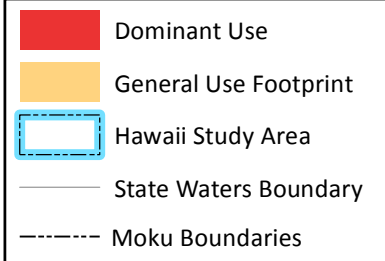 Dominant Use
General Use Footprint
Hawaii Study Area
State Waters Boundary
Moku Boundaries